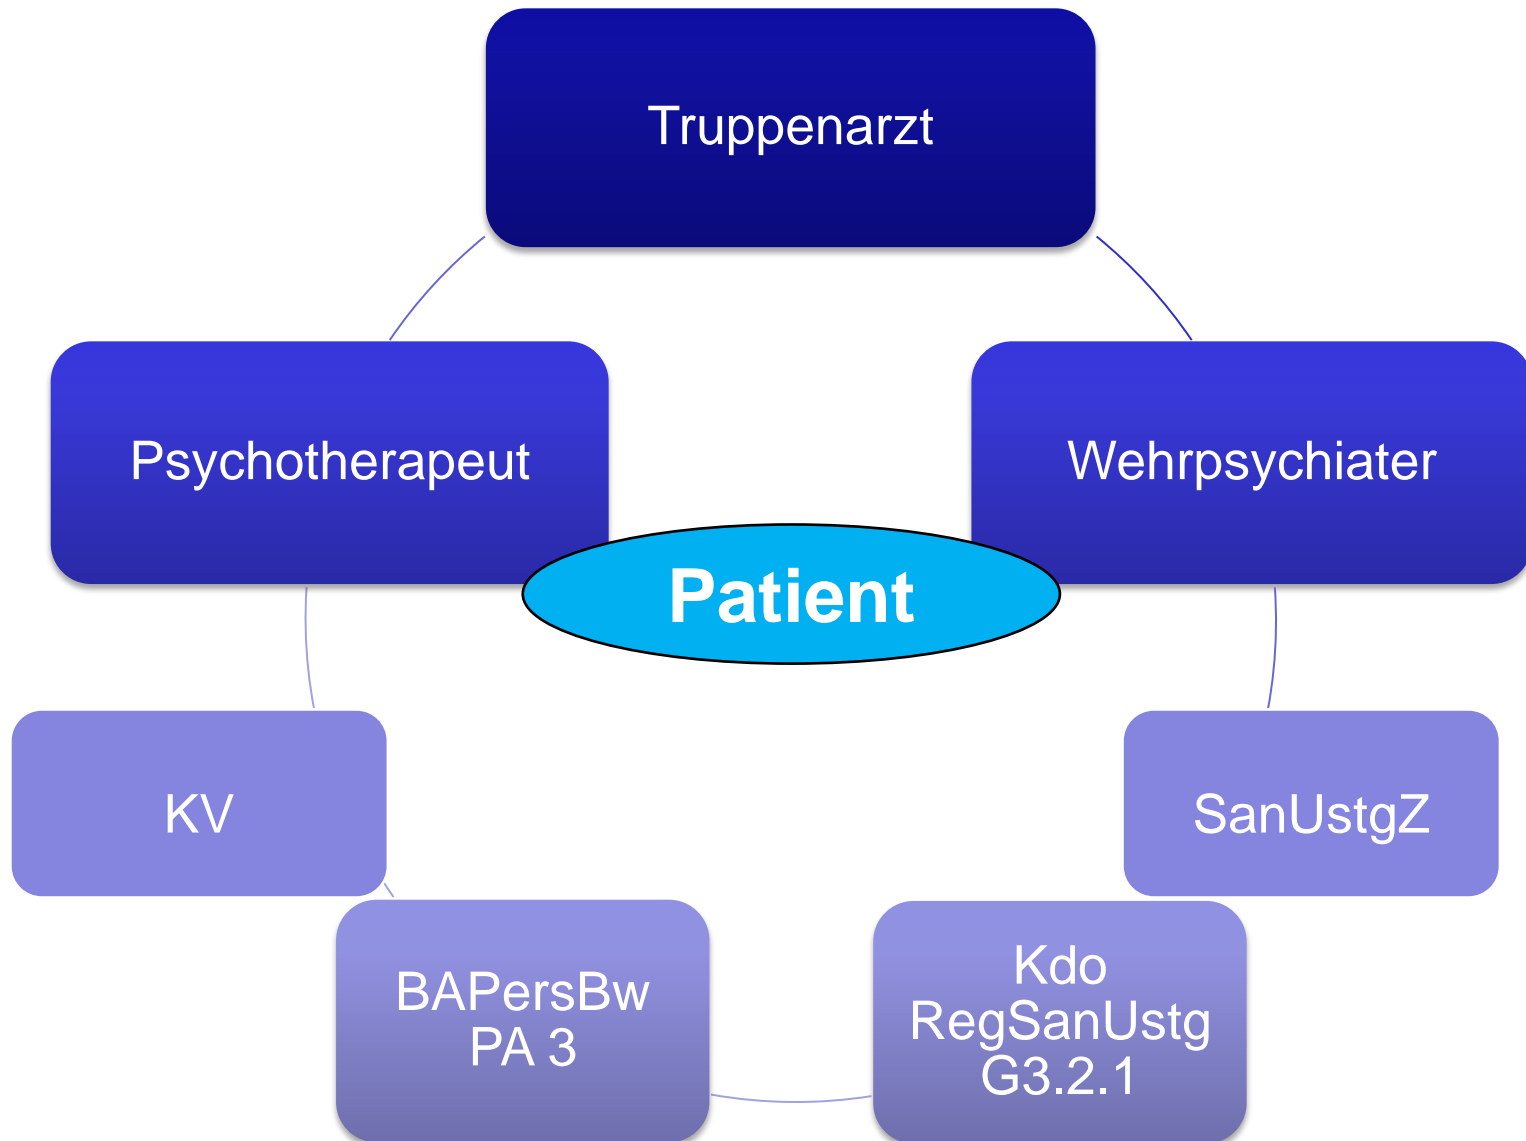 Truppenarzt
Psychotherapeut
Wehrpsychiater
Patient
KV
SanUstgZ
BAPersBw
PA 3
Kdo
RegSanUstg
G3.2.1